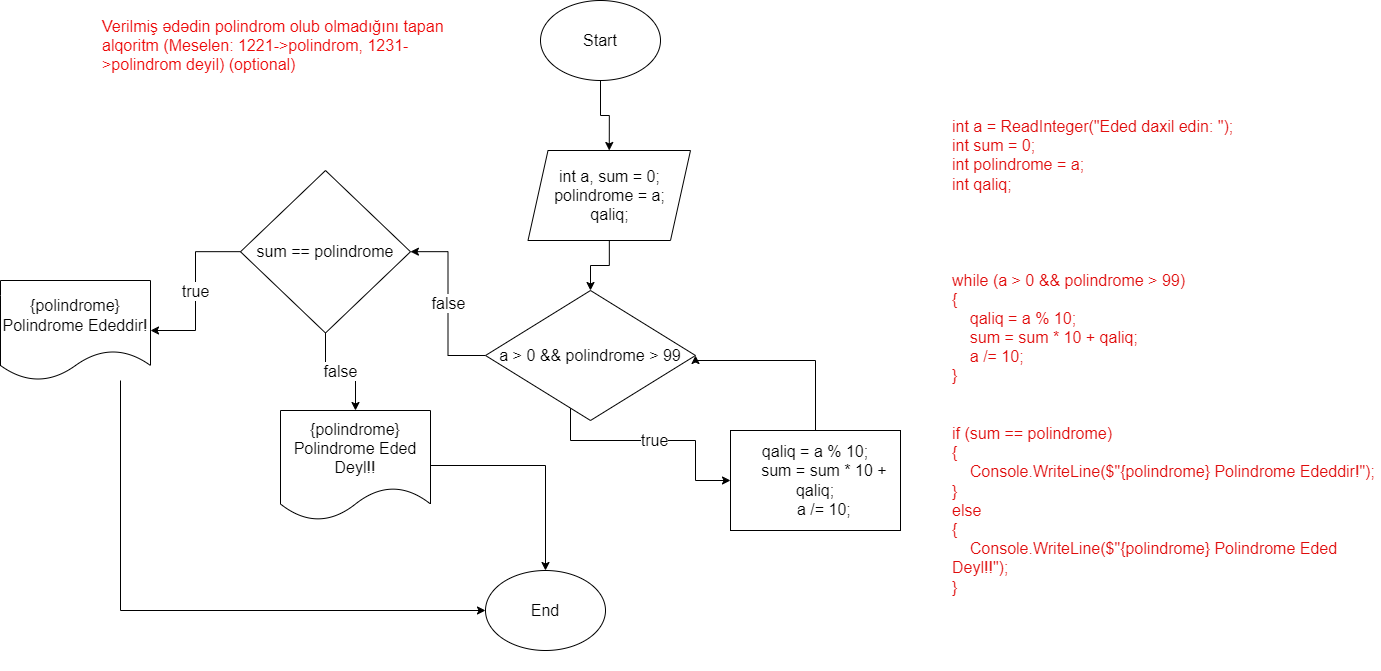 Verilmiş ədədin polindrom olub olmadığını tapan
alqoritm (Meselen: 1221->polindrom, 1231-
>polindrom deyil) (optional)
Start
int a, sum = 0;
polindrome = a;
qaliq;
a > 0 && polindrome > 99
true
qaliq = a % 10;
sum = sum * 10 +
qaliq;
a /= 10;
false
sum == polindrome
true
{polindrome}
Polindrome Ededdir!
false
{polindrome}
Polindrome Eded
Deyl!!
End
int a = ReadInteger("Eded daxil edin: ");
int sum = 0;
int polindrome = a;
int qaliq;
while (a > 0 && polindrome > 99)
{
qaliq = a % 10;
sum = sum * 10 + qaliq;
a /= 10;
}
if (sum == polindrome)
{
Console.WriteLine($"{polindrome} Polindrome Ededdir!");
}
else
{
Console.WriteLine($"{polindrome} Polindrome Eded
Deyl!!");
}